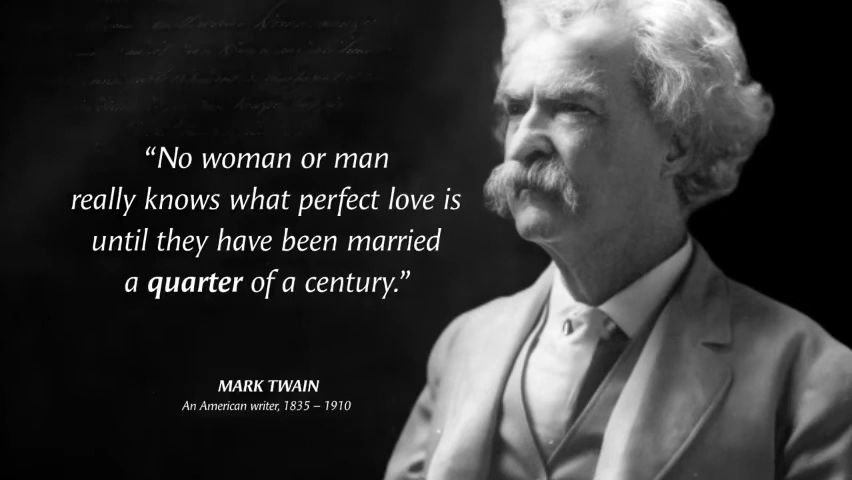 “No woman or man
really knows what perfect love is
until they have been married
a quarter of a century.”
MARK TWAIN
An American writer, 1835 – 1910